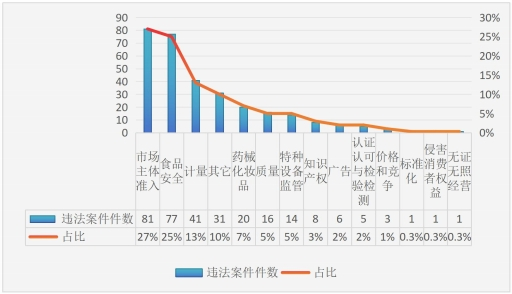 90 30%
80 25%
70
60 20%
50 15%
40
30 10%
20 5%
10
0 0%
市场主体准入
食品安全
计量
其它
药械化妆品
质量
特种设备监管
知识产权
广告
认证认可与检验检测
价格和竞争
标准化
侵害消费者权益
无证无照经营
违法案件件数 81 77 41 31 20 16 14 8 6 5 3 1 1 1
占比 27% 25% 13% 10% 7% 5% 5% 3% 2% 2% 1% 0.3% 0.3% 0.3%
违法案件件数 占比